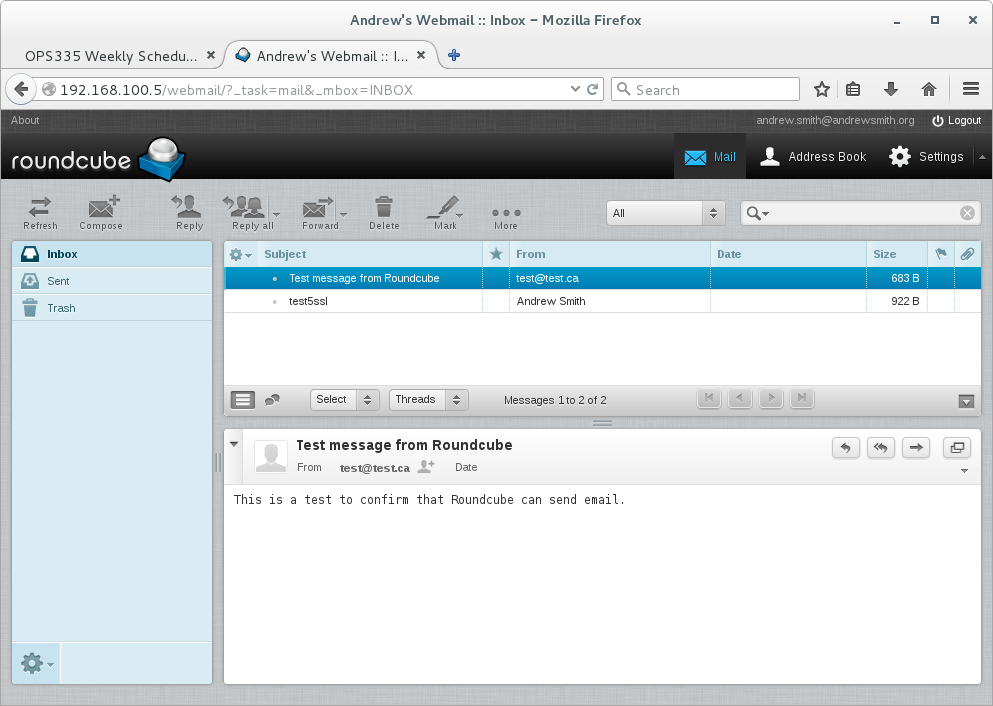 Andrew's Webmail :: Inbox – Mozilla Firefox
OPS335 Weekly Schedu... Andrew's Webmail :: I...
192.168.100.5/webmail/?_task=mail&_mbox=INBOX Search
About andrew.smith@andrewsmith.org Logout
roundcube Mail Address Book Settings
Refresh Compose Reply Reply all Forward Delete Mark More All
Inbox Subject From Date Size
Sent Test message from Roundcube test@test.ca 683 B
Trash test5ssl Andrew Smith 922 B
Select Threads Messages 1 to 2 of 2
Test message from Roundcube
From test@test.ca Date
This is a test to confirm that Roundcube can send email.